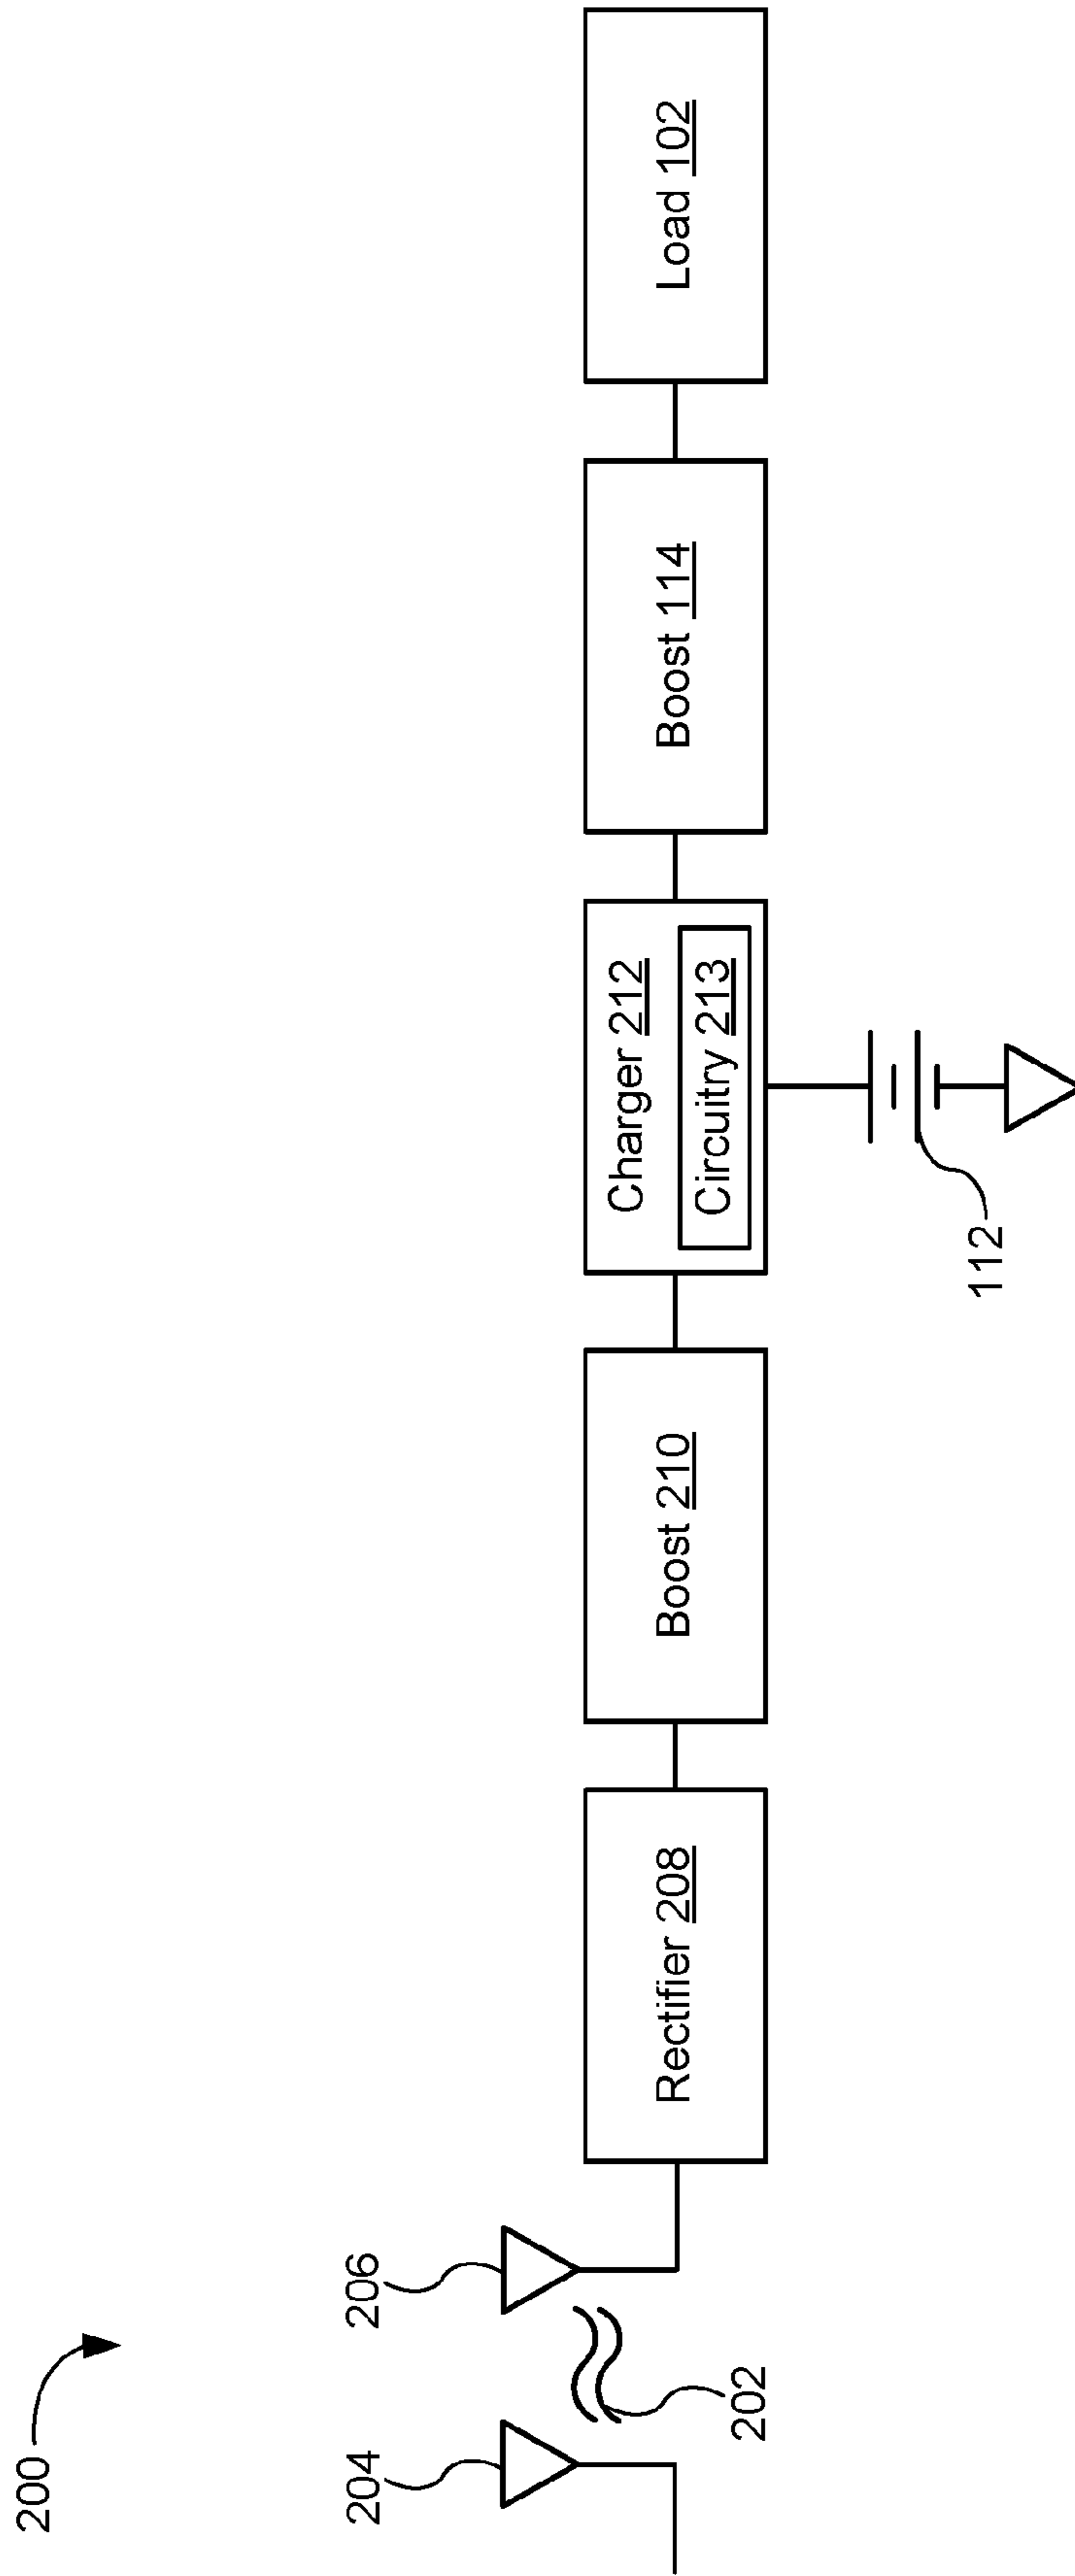 200
204
206
202
Rectifier 208
Boost 210
Charger 212
Circuitry 213
112
Boost 114
Load 102